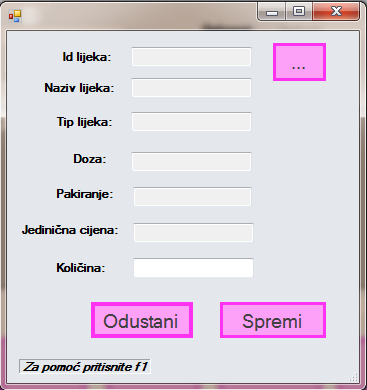 Id lijeka:
...
Naziv lijeka:
Tip lijeka:
Doza:
Pakiranje:
Jedinična cijena:
Količina:
Odustani
Spremi
Za pomoć pritisnite f1